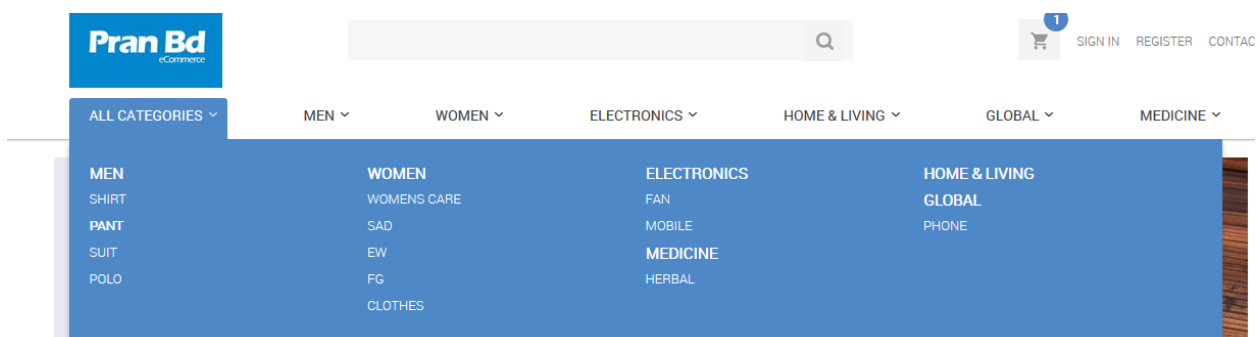 Pran Bd
eCommerce
1
SIGN IN REGISTER CONTAC
ALL CATEGORIES MEN WOMEN ELECTRONICS HOME & LIVING GLOBAL MEDICINE
MEN
SHIRT
PANT
SUIT
POLO
WOMEN
WOMENS CARE
SAD
EW
FG
CLOTHES
ELECTRONICS
FAN
MOBILE
MEDICINE
HERBAL
HOME & LIVING
GLOBAL
PHONE